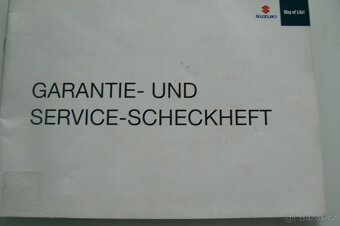 SUZUKI
Way of Life!
GARANTIE- UND
SERVICE-SCHECKHEFT